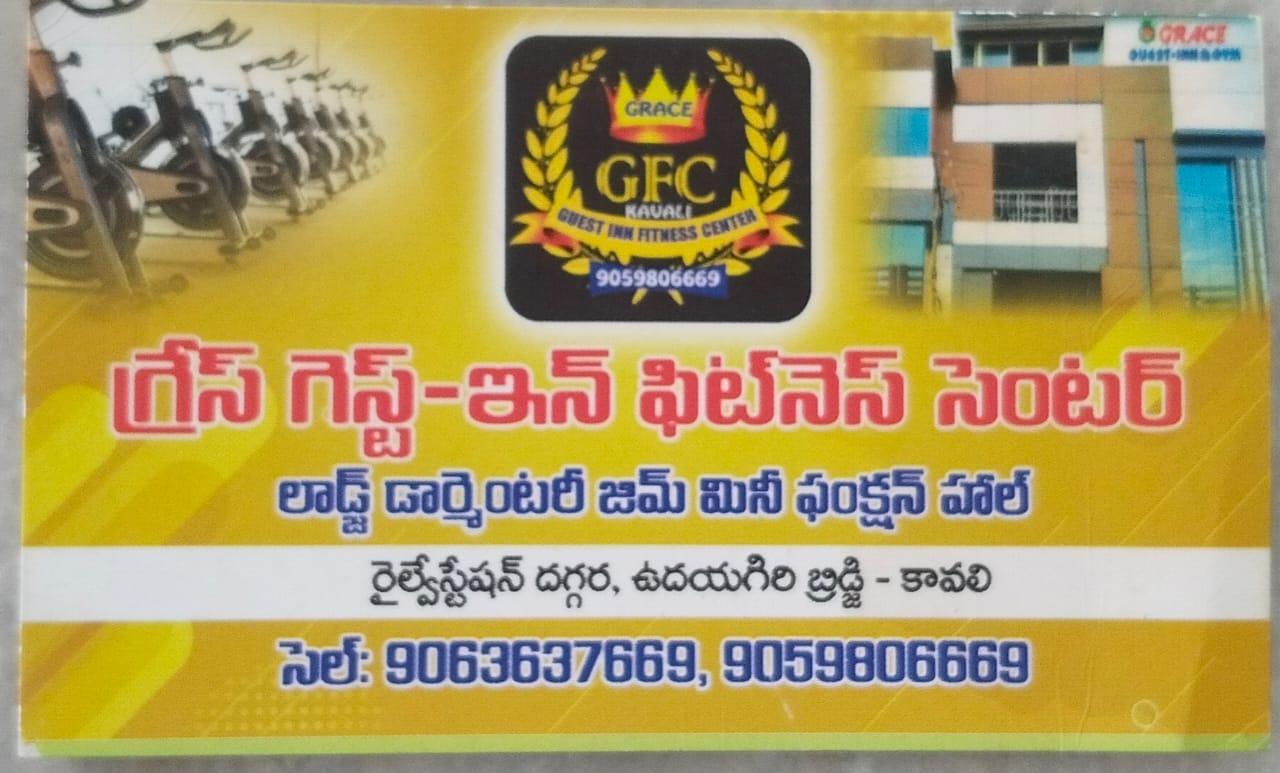 GRACE
GUEST-INN & GYM
GRACE
GFC
KAVALI
GUEST INN FITNESS CENTER
9059806669
గ్రేస్ గెస్ట్-ఇన్ ఫిట్‌నెస్ సెంటర్
లాడ్జ్ డార్మెంటరీ జిమ్ మినీ ఫంక్షన్ హాల్
రైల్వేస్టేషన్ దగ్గర, ఉదయగిరి బ్రిడ్జి - కావలి
సెల్: 9063637669, 9059806669